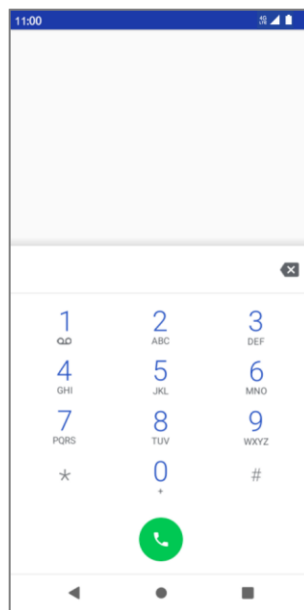 11:00
1 2 3
ABC DEF
4 5 6
GHI JKL MNO
7 8 9
PQRS TUV WXYZ
* 0 #
+